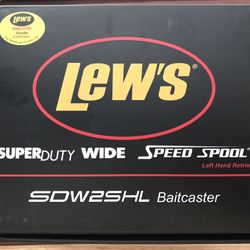 Lew's®
SUPERDUTY WIDE SPEED SPOOL
Left Hand Retrieve
SDW2SHL Baitcaster